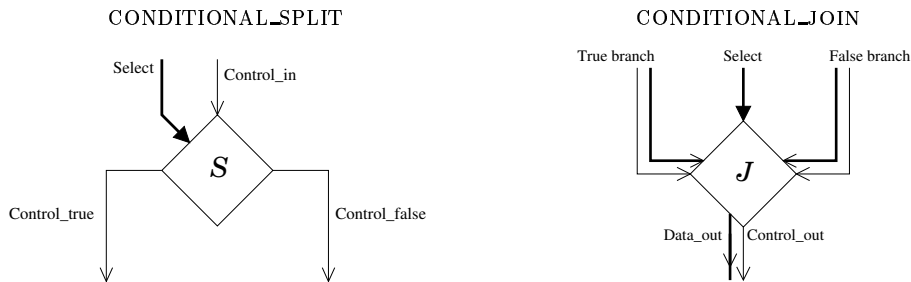 CONDITIONAL_SPLIT
Select
Control_in
S
Control_true
Control_false
CONDITIONAL_JOIN
True branch
Select
False branch
J
Data_out
Control_out